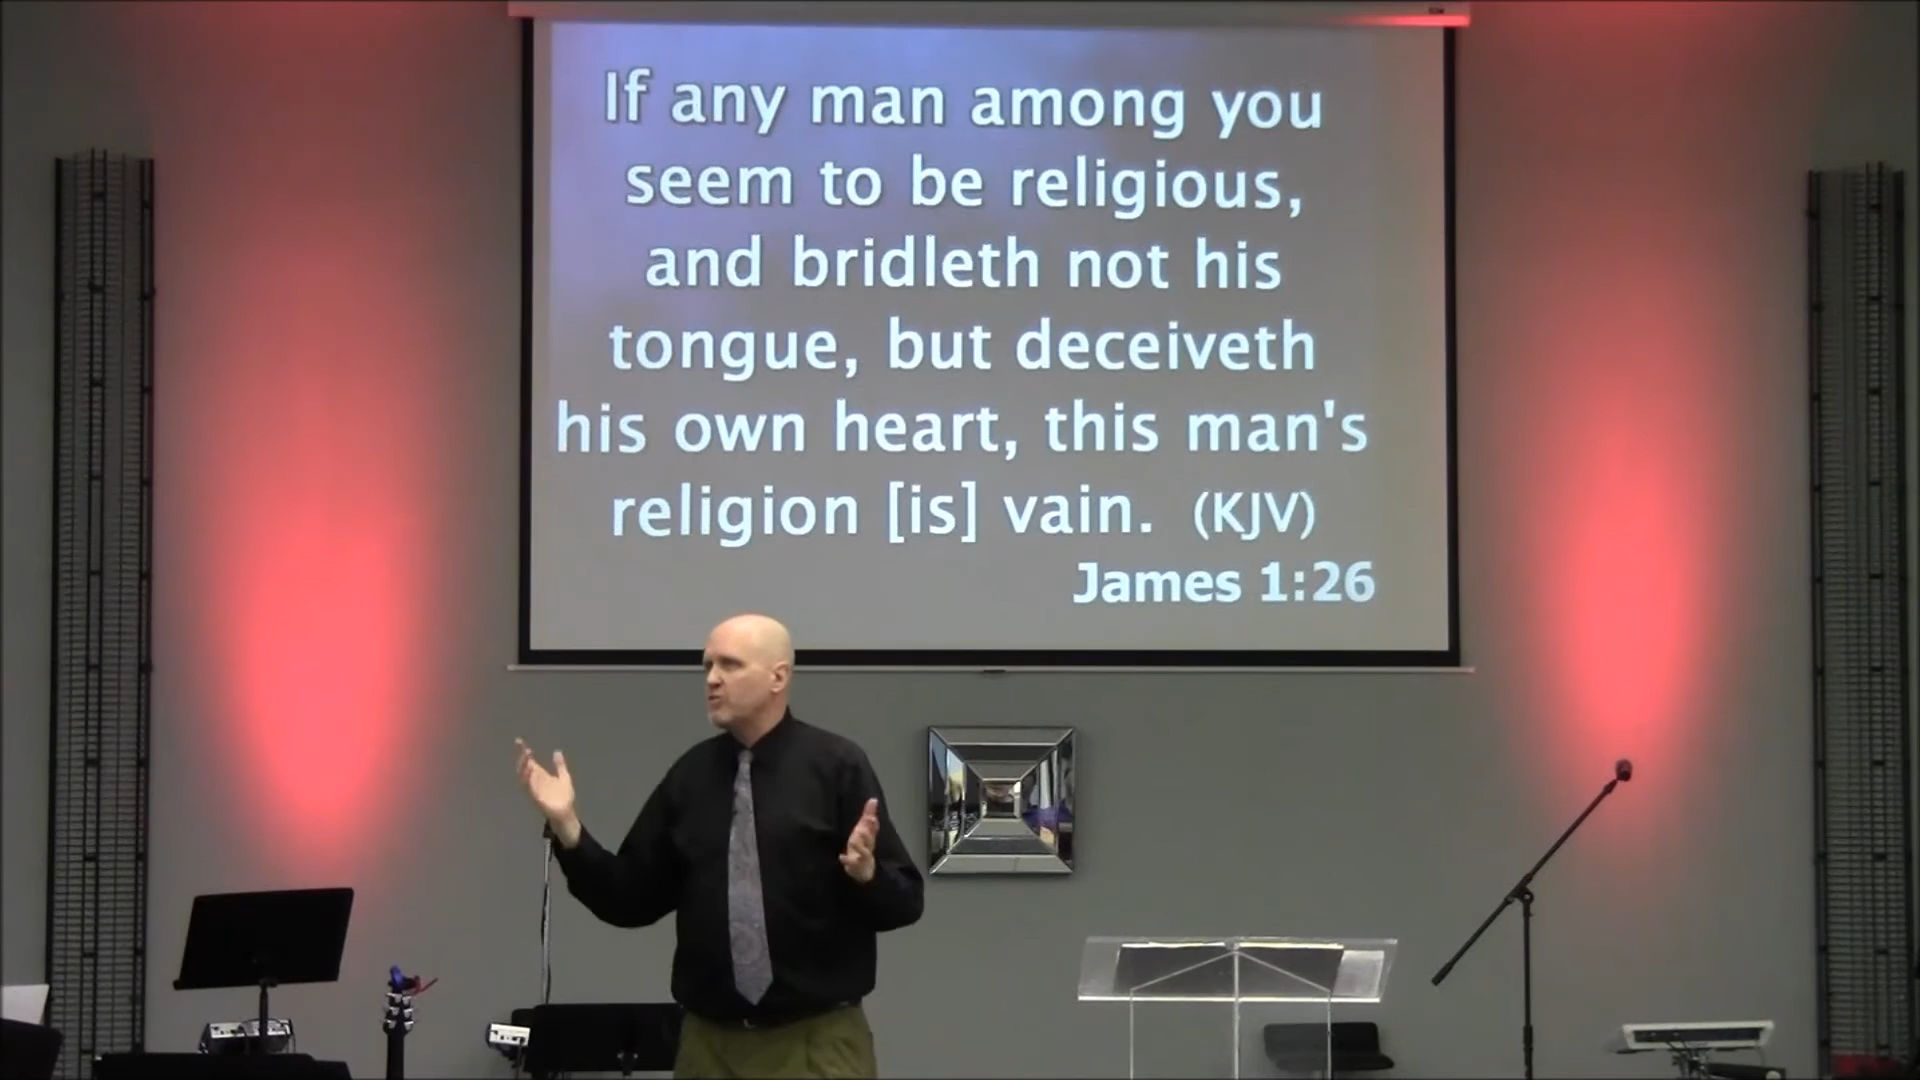 If any man among you
seem to be religious,
and bridleth not his
tongue, but deceiveth
his own heart, this man's
religion [is] vain. (KJV)
James 1:26